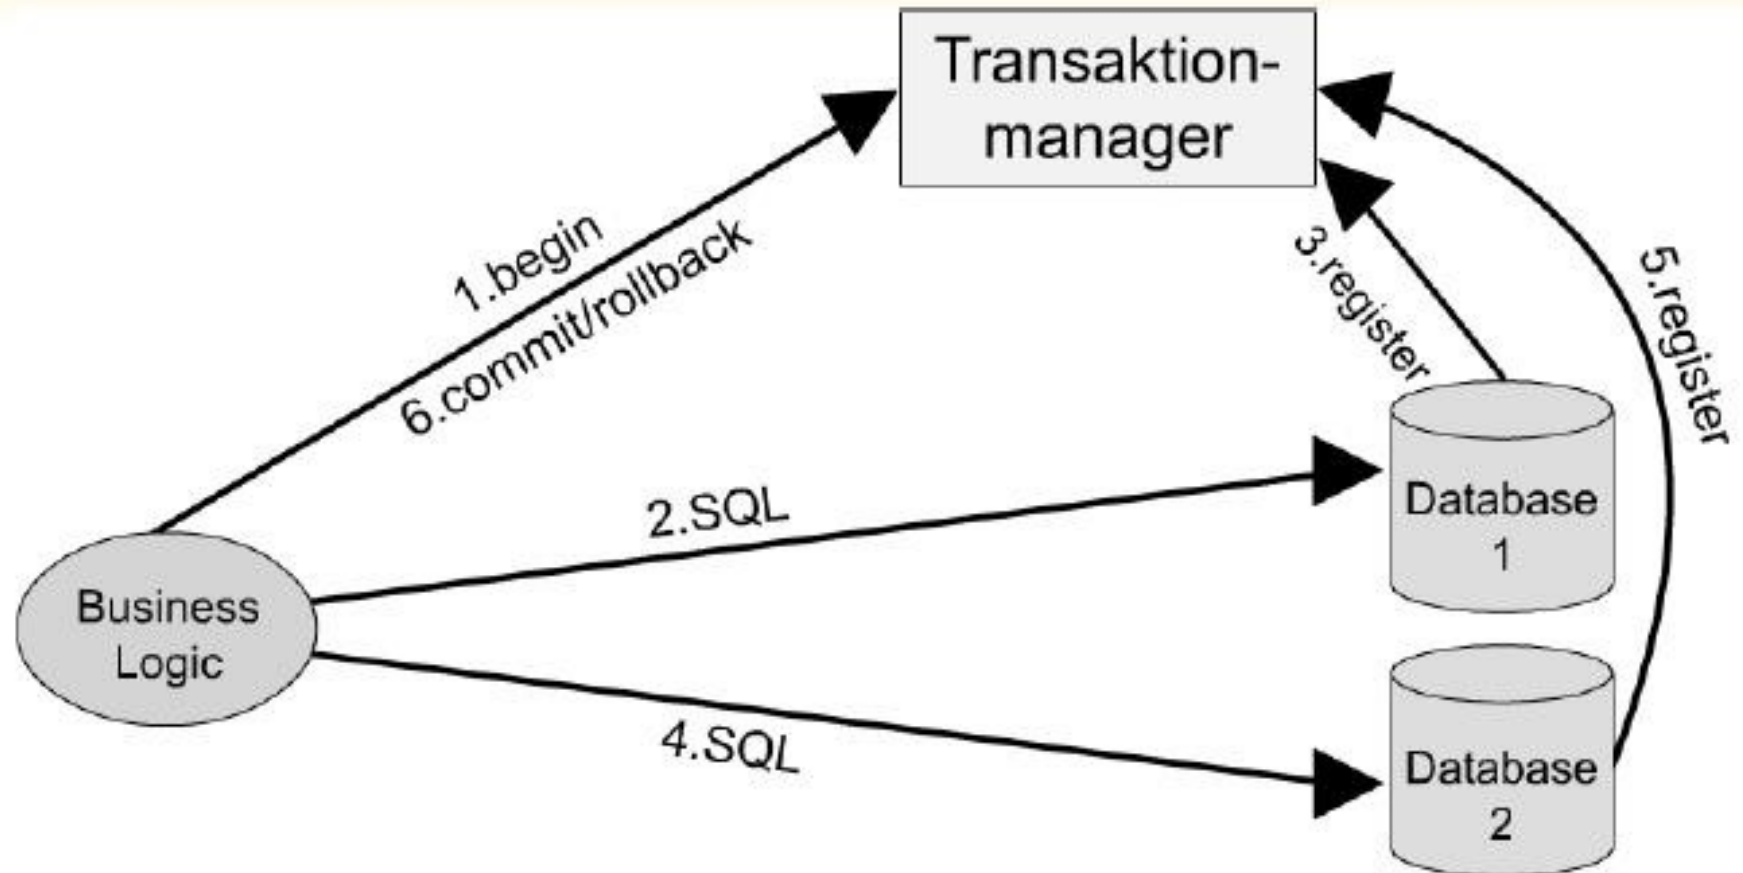 Transaktion-
manager
1.begin
6.commit/rollback
3.register
5.register
2.SQL
Database
1
Business
Logic
4.SQL
Database
2